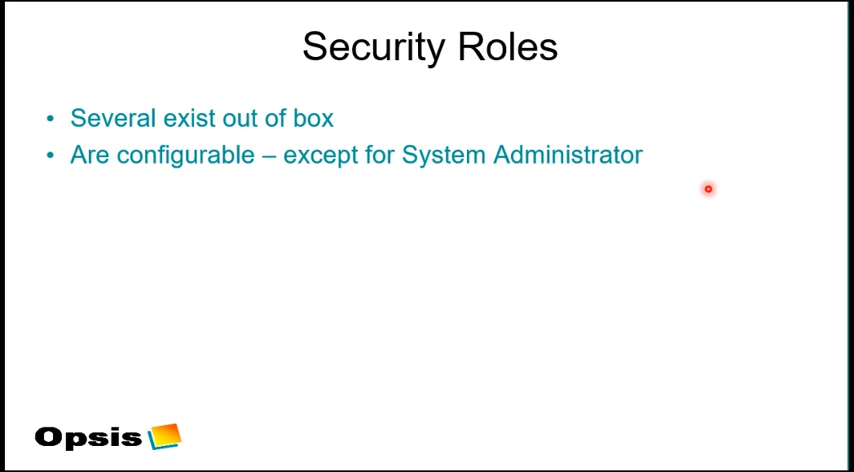 Security Roles
• Several exist out of box
• Are configurable – except for System Administrator
Opsis